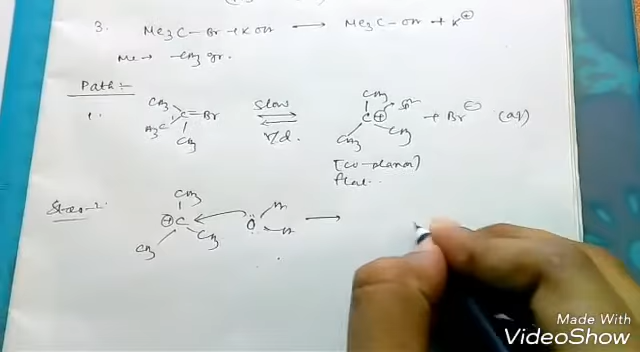 3. Me3C-Br + KOH → Me3C-OH + K⊕
Me → -CH3 gr.
Path:-
1. CH3 H3C C Br CH3 slow r/d. CH3 C⊕ CH3 CH3 sp2 + Br⊖ (aq)
[co-planar]
flat..
Step-2: CH3 ⊕C CH3 CH3 Ö H H →
Made With
VideoShow